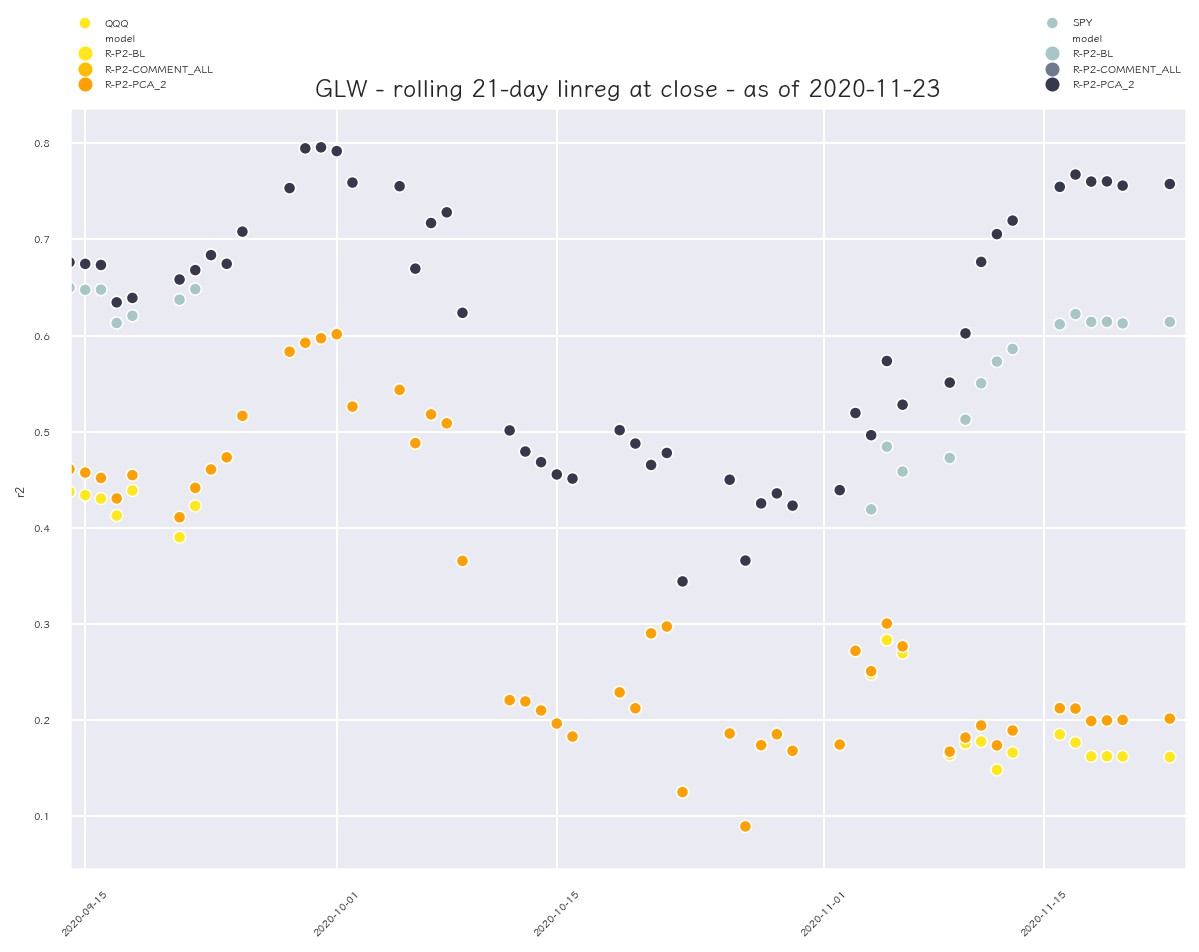 QQQ
model
R-P2-BL
R-P2-COMMENT_ALL
R-P2-PCA_2
SPY
model
R-P2-BL
R-P2-COMMENT_ALL
R-P2-PCA_2
GLW - rolling 21-day linreg at close - as of 2020-11-23
0.8
0.7
0.6
0.5
0.4
0.3
0.2
0.1
r2
2020-09-15
2020-10-01
2020-10-15
2020-11-01
2020-11-15